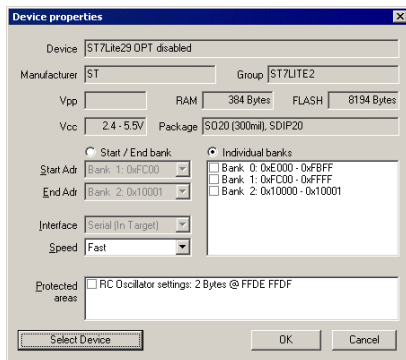 Device properties
Device ST7Lite29 OPT disabled
Manufacturer ST Group ST7LITE2
Vpp RAM 384 Bytes FLASH 8194 Bytes
Vcc 2.4 - 5.5V Package SO20 (300mil), SDIP20
Start / End bank Individual banks
Start Adr Bank 1: 0xFC00
End Adr Bank 2: 0x10001
Bank 0: 0xE000 - 0xFBFF
Bank 1: 0xFC00 - 0xFFFF
Bank 2: 0x10000 - 0x10001
Interface Serial (In Target)
Speed Fast
Protected areas
RC Oscillator settings: 2 Bytes @ FFDE FFDF
Select Device OK Cancel